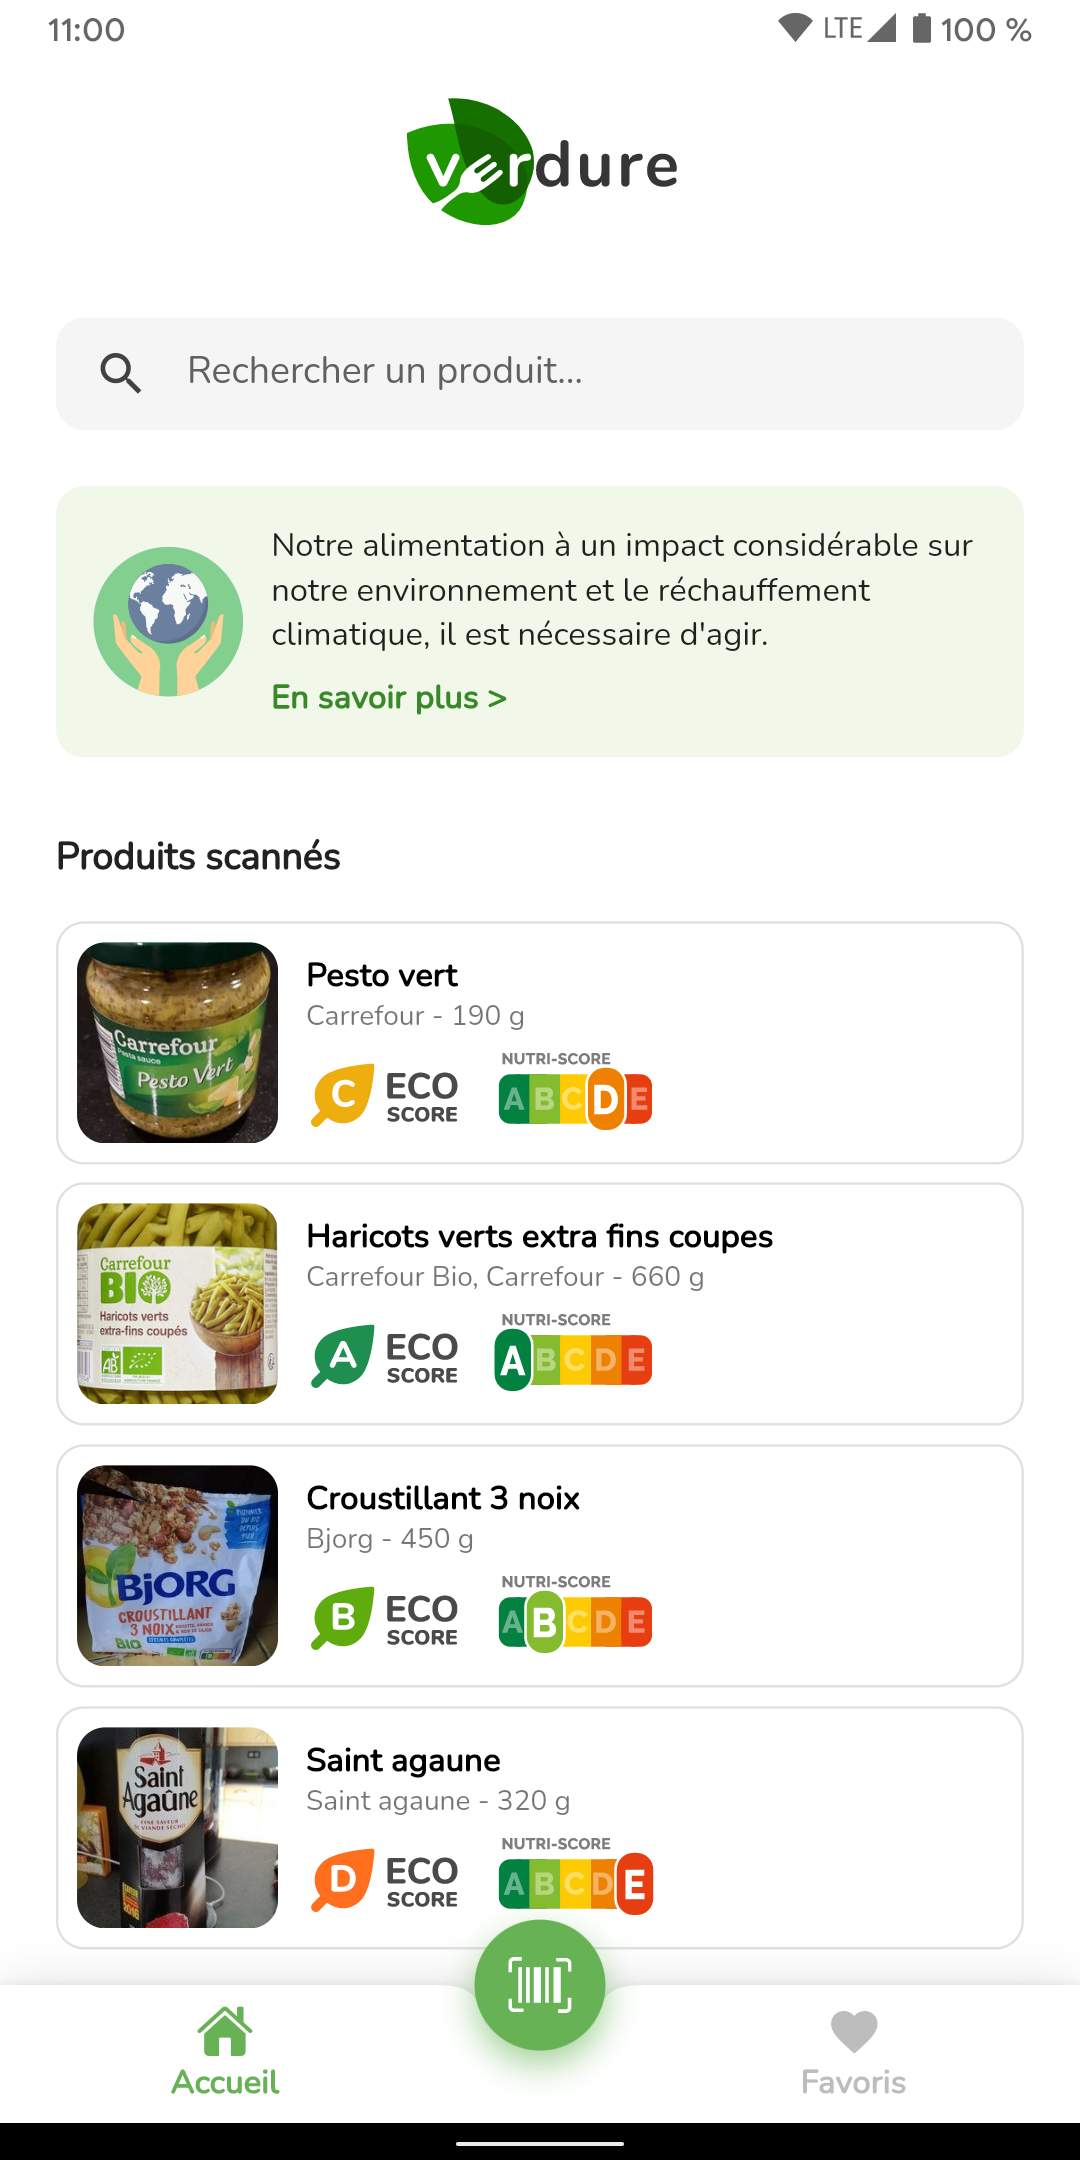 11:00
LTE
100 %
verdure
Rechercher un produit...
Notre alimentation à un impact considérable sur
notre environnement et le réchauffement
climatique, il est nécessaire d'agir.
En savoir plus >
Produits scannés
Carrefour
Pasta sauce
Pesto Vert
Pesto vert
Carrefour - 190 g
C
ECO
SCORE
NUTRI-SCORE
A B C D E
Carrefour
BIO
Haricots verts
extra-fins coupés
AB
Haricots verts extra fins coupes
Carrefour Bio, Carrefour - 660 g
A
ECO
SCORE
NUTRI-SCORE
A B C D E
BJORG
CROUSTILLANT
3 NOIX
BIO
Croustillant 3 noix
Bjorg - 450 g
B
ECO
SCORE
NUTRI-SCORE
A B C D E
Saint
Agaûne
Saint agaune
Saint agaune - 320 g
D
ECO
SCORE
NUTRI-SCORE
A B C D E
Accueil
Favoris